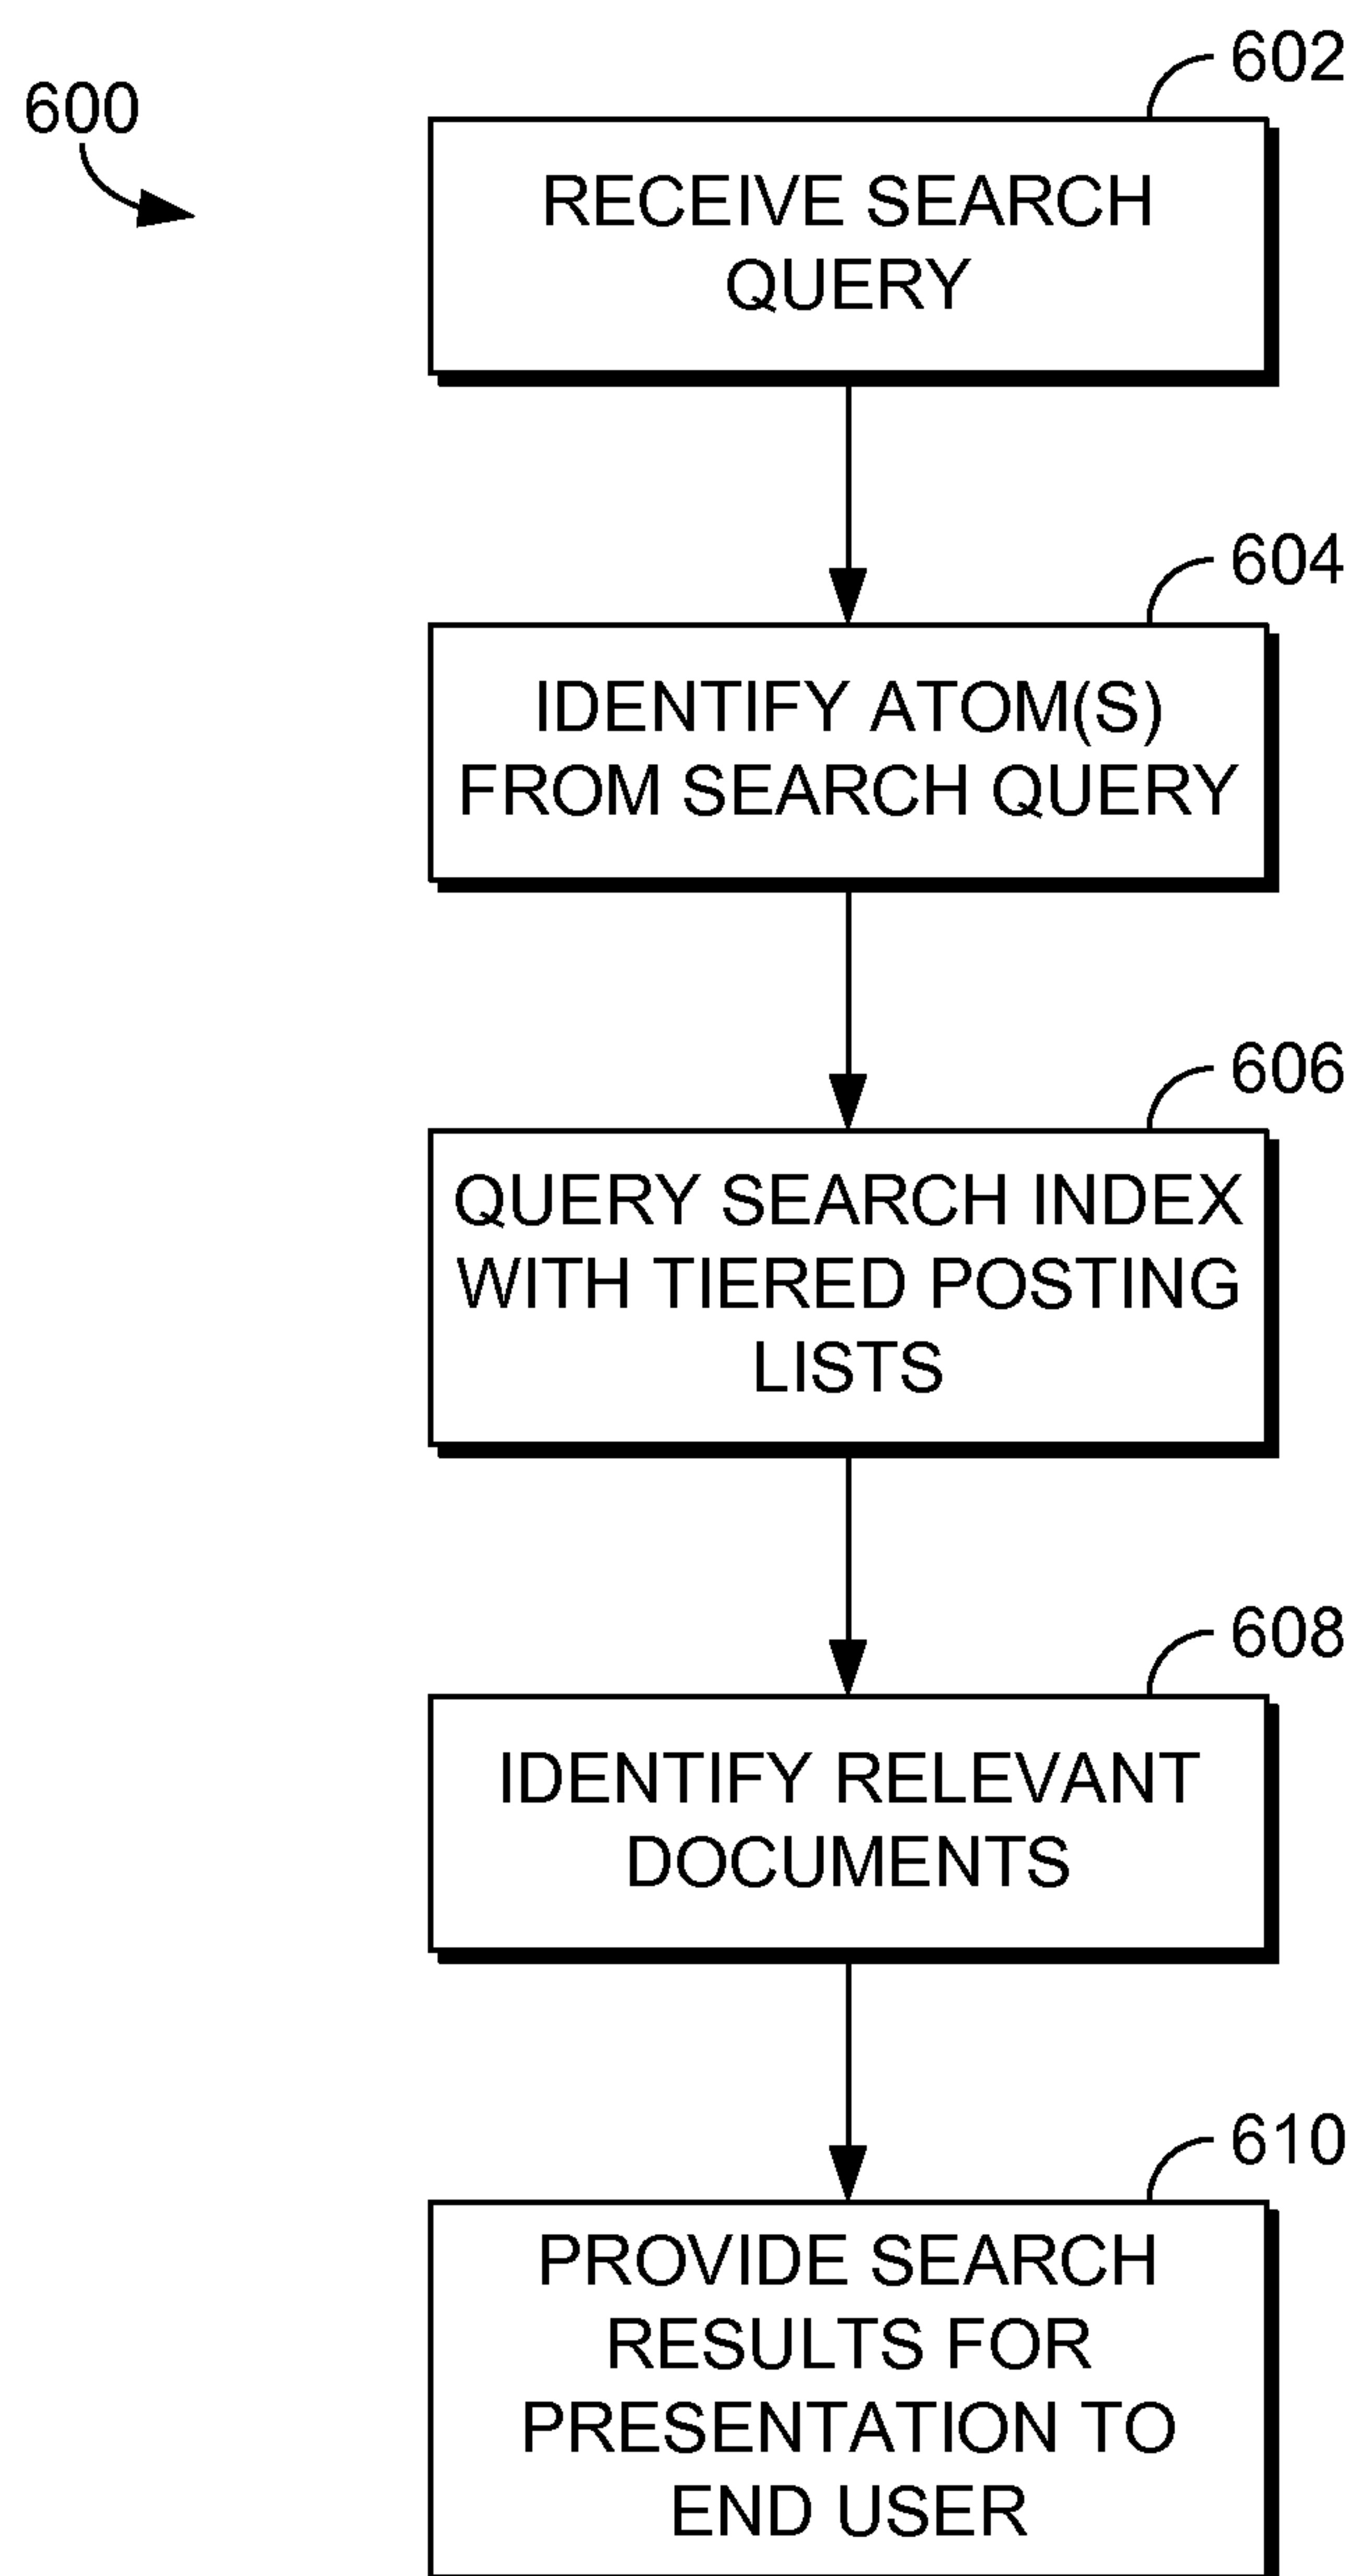 600
602
RECEIVE SEARCH
QUERY
604
IDENTIFY ATOM(S)
FROM SEARCH QUERY
606
QUERY SEARCH INDEX
WITH TIERED POSTING
LISTS
608
IDENTIFY RELEVANT
DOCUMENTS
610
PROVIDE SEARCH
RESULTS FOR
PRESENTATION TO
END USER